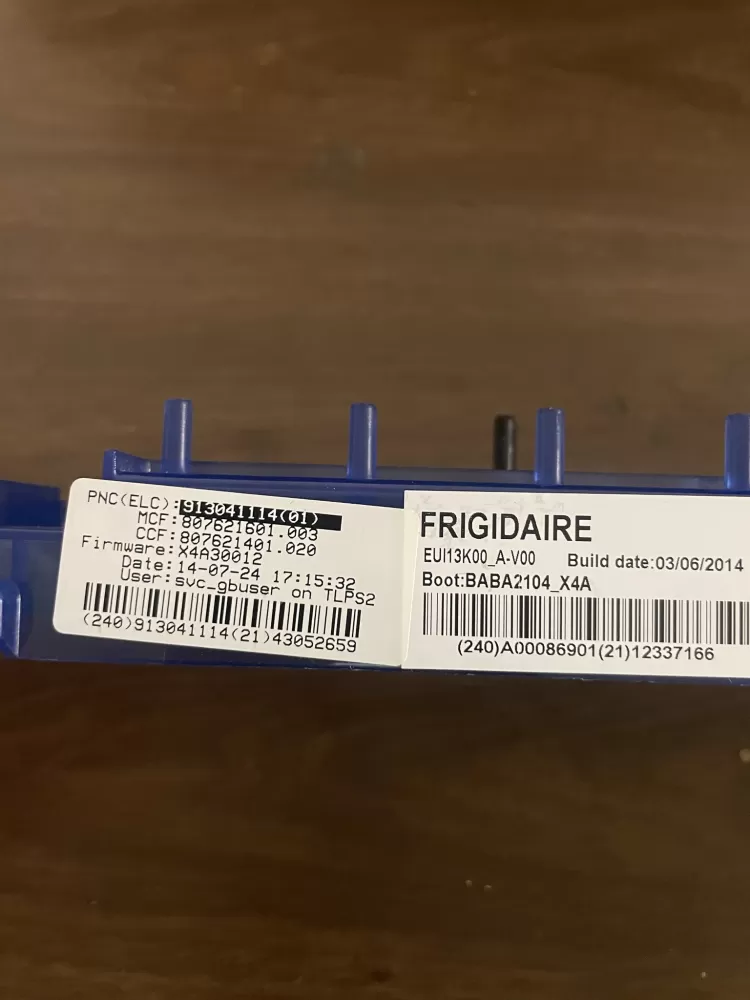 PNC(ELC):913041114(01)
MCF:807621601.003
CCF:807621401.020
Firmware:X4A30012
Date:14-07-24 17:15:32
User:svc_gbuser on TLPS2
(240)913041114(21)43052659
FRIGIDAIRE
EUI13K00_A-V00 Build date:03/06/2014
Boot:BABA2104_X4A
(240)A00086901(21)12337166